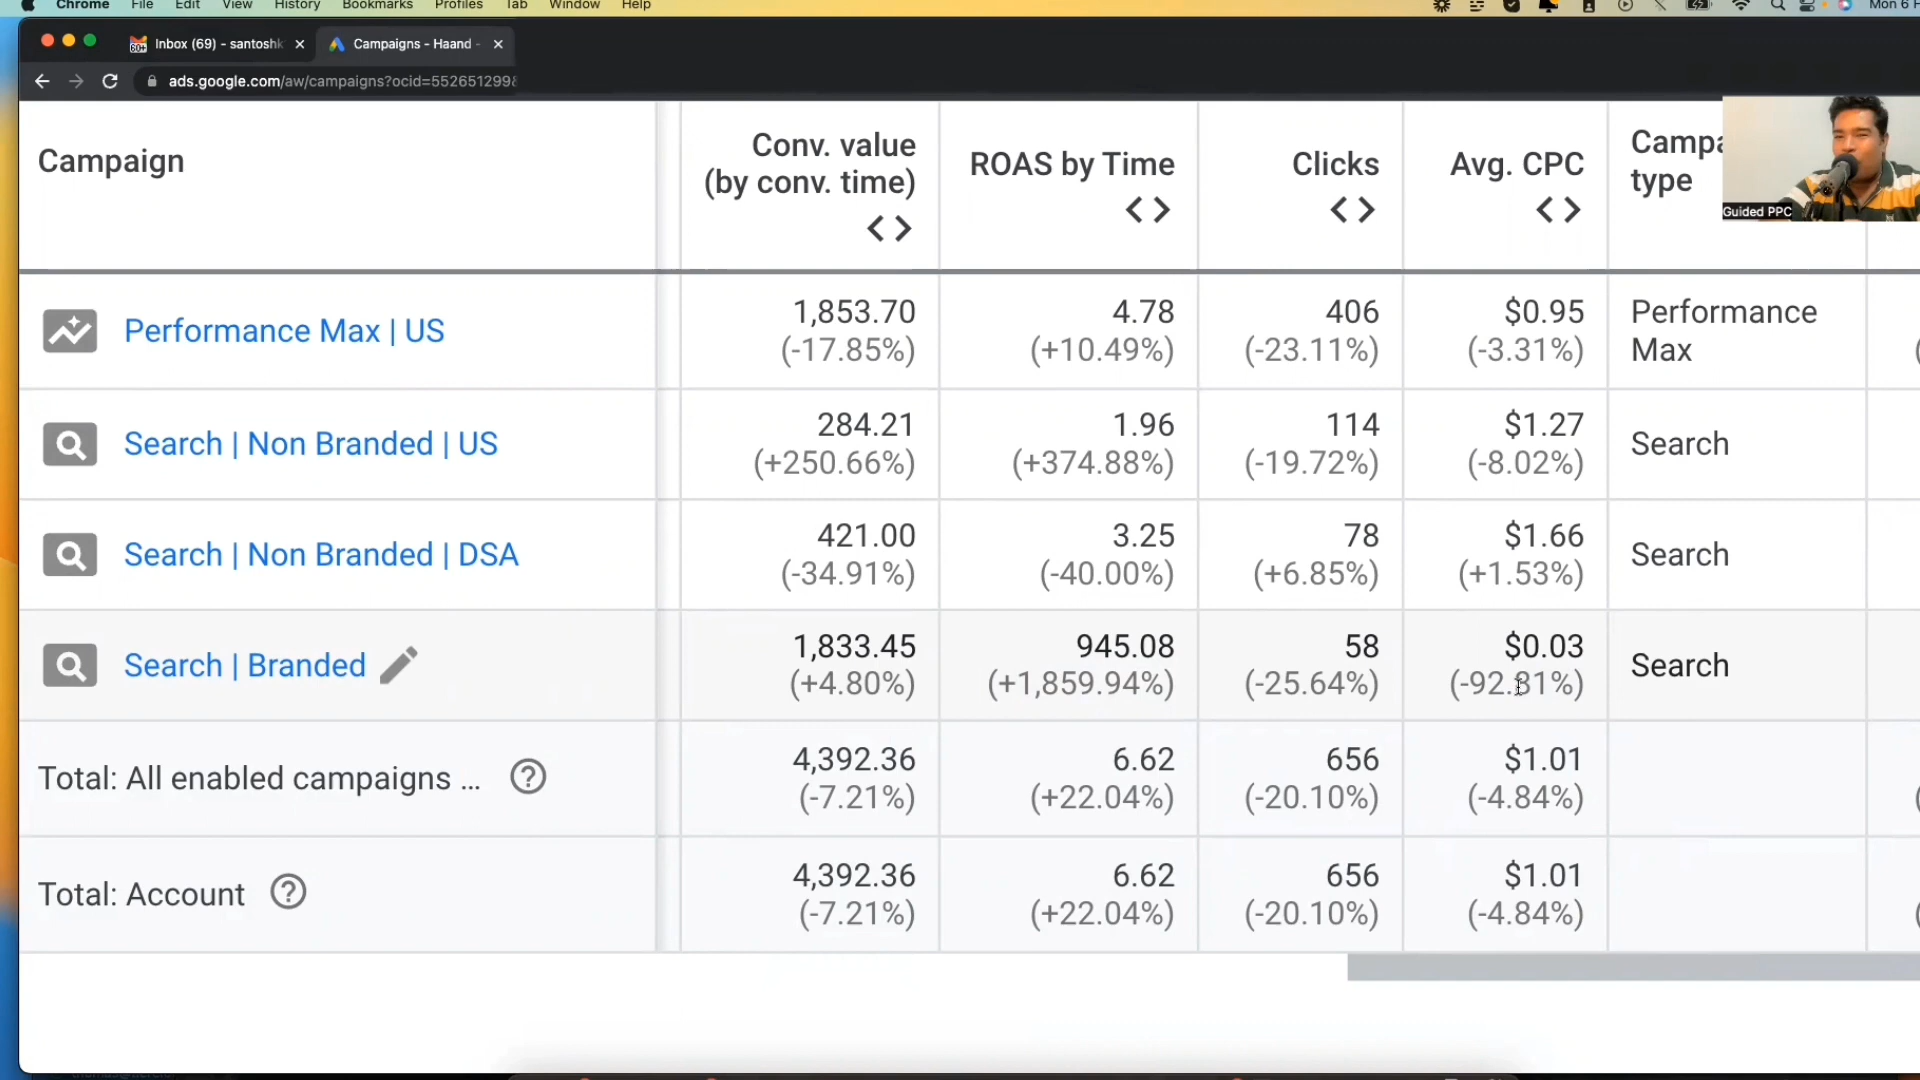 Chrome File Edit View History Bookmarks Profiles Tab Window Help Mon 6
60+ Inbox (69) - santoshk Campaigns - Haand -
ads.google.com/aw/campaigns?ocid=552651299
Campaign
Conv. value
(by conv. time)
ROAS by Time
Clicks
Avg. CPC
Campa
type
Guided PPC
Performance Max | US
1,853.70
(-17.85%)
4.78
(+10.49%)
406
(-23.11%)
$0.95
(-3.31%)
Performance
Max
Search | Non Branded | US
284.21
(+250.66%)
1.96
(+374.88%)
114
(-19.72%)
$1.27
(-8.02%)
Search
Search | Non Branded | DSA
421.00
(-34.91%)
3.25
(-40.00%)
78
(+6.85%)
$1.66
(+1.53%)
Search
Search | Branded
1,833.45
(+4.80%)
945.08
(+1,859.94%)
58
(-25.64%)
$0.03
(-92.81%)
Search
Total: All enabled campaigns ...
4,392.36
(-7.21%)
6.62
(+22.04%)
656
(-20.10%)
$1.01
(-4.84%)
Total: Account
4,392.36
(-7.21%)
6.62
(+22.04%)
656
(-20.10%)
$1.01
(-4.84%)